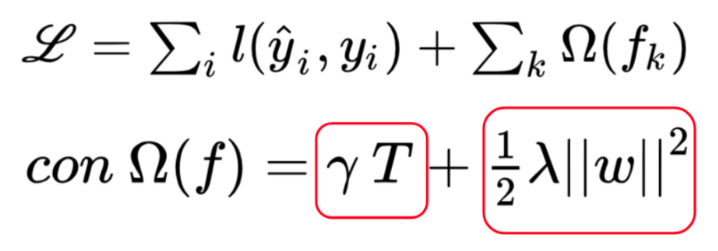 ℒ = ∑ᵢ l(ŷᵢ, yᵢ) + ∑ₖ Ω(fₖ)
con Ω(f) = γ T + ½ λ||w||²